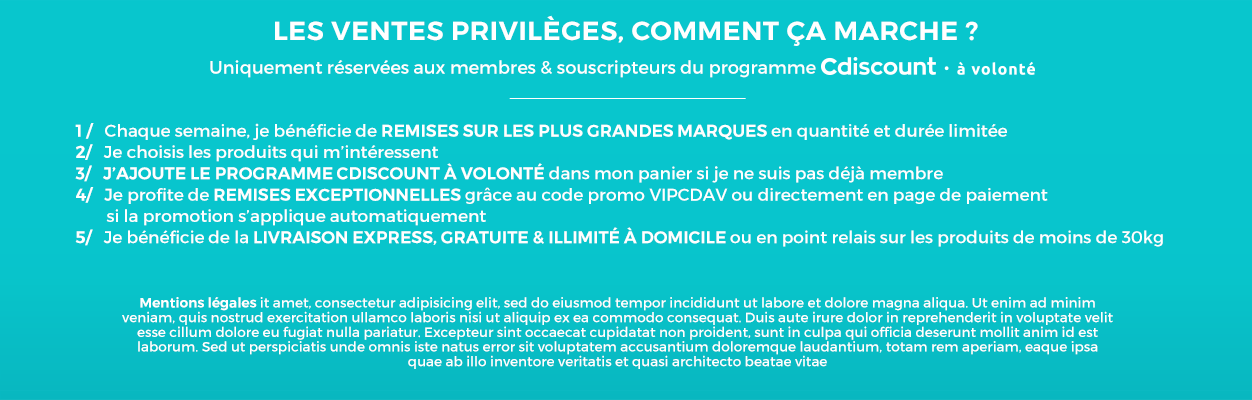 LES VENTES PRIVILÈGES, COMMENT ÇA MARCHE ?
Uniquement réservées aux membres & souscripteurs du programme Cdiscount · à volonté
1 / Chaque semaine, je bénéficie de REMISES SUR LES PLUS GRANDES MARQUES en quantité et durée limitée
2/ Je choisis les produits qui m'intéressent
3/ J'AJOUTE LE PROGRAMME CDISCOUNT À VOLONTÉ dans mon panier si je ne suis pas déjà membre
4/ Je profite de REMISES EXCEPTIONNELLES grâce au code promo VIPCDAV ou directement en page de paiement
si la promotion s'applique automatiquement
5/ Je bénéficie de la LIVRAISON EXPRESS, GRATUITE & ILLIMITÉ À DOMICILE ou en point relais sur les produits de moins de 30kg
Mentions légales it amet, consectetur adipisicing elit, sed do eiusmod tempor incididunt ut labore et dolore magna aliqua. Ut enim ad minim
veniam, quis nostrud exercitation ullamco laboris nisi ut aliquip ex ea commodo consequat. Duis aute irure dolor in reprehenderit in voluptate velit
esse cillum dolore eu fugiat nulla pariatur. Excepteur sint occaecat cupidatat non proident, sunt in culpa qui officia deserunt mollit anim id est
laborum. Sed ut perspiciatis unde omnis iste natus error sit voluptatem accusantium doloremque laudantium, totam rem aperiam, eaque ipsa
quae ab illo inventore veritatis et quasi architecto beatae vitae